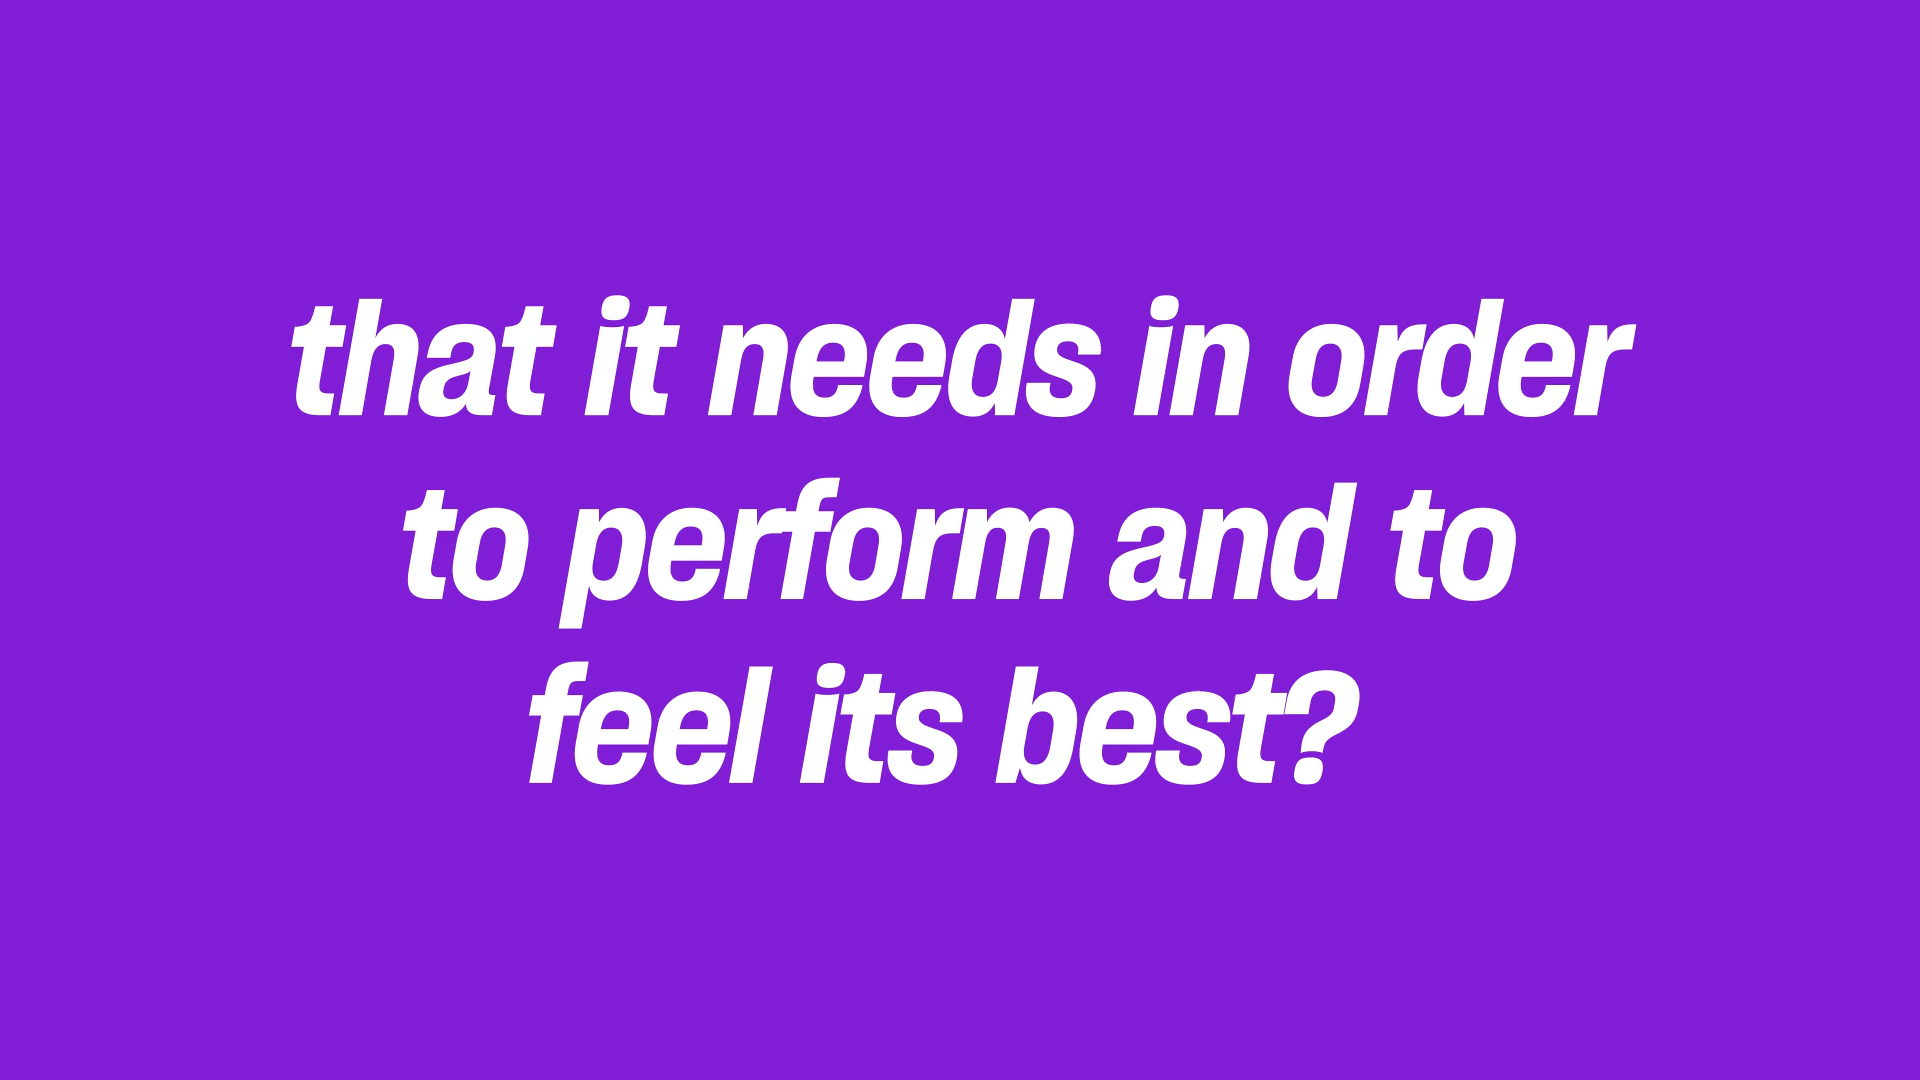 that it needs in order
to perform and to
feel its best?